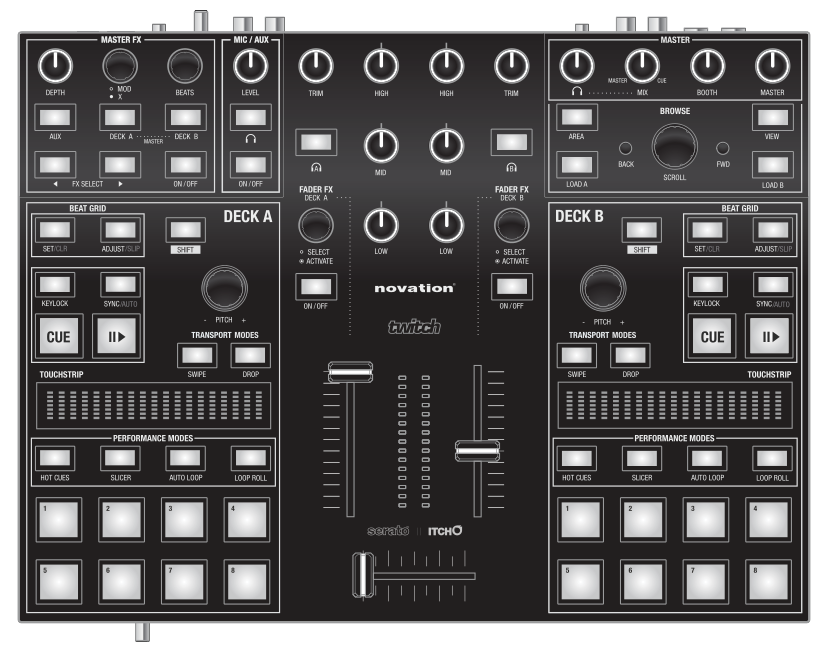 MASTER FX
DEPTH
MOD
X
BEATS
AUX
DECK A
DECK B
MASTER
FX SELECT
ON/OFF
MIC / AUX
LEVEL
ON/OFF
TRIM
HIGH
HIGH
TRIM
A
MID
MID
B
FADER FX
DECK A
SELECT
ACTIVATE
ON/OFF
LOW
LOW
FADER FX
DECK B
SELECT
ACTIVATE
ON/OFF
novation
twitch
serato
ITCH
MASTER
MASTER
CUE
MIX
BOOTH
MASTER
AREA
BROWSE
VIEW
BACK
FWD
SCROLL
LOAD A
LOAD B
BEAT GRID
DECK A
SET/CLR
ADJUST/SLIP
SHIFT
KEYLOCK
SYNC/AUTO
- PITCH +
CUE
TRANSPORT MODES
SWIPE
DROP
TOUCHSTRIP
PERFORMANCE MODES
HOT CUES
SLICER
AUTO LOOP
LOOP ROLL
1
2
3
4
5
6
7
8
DECK B
BEAT GRID
SHIFT
SET/CLR
ADJUST/SLIP
- PITCH +
KEYLOCK
SYNC/AUTO
TRANSPORT MODES
CUE
SWIPE
DROP
TOUCHSTRIP
PERFORMANCE MODES
HOT CUES
SLICER
AUTO LOOP
LOOP ROLL
1
2
3
4
5
6
7
8